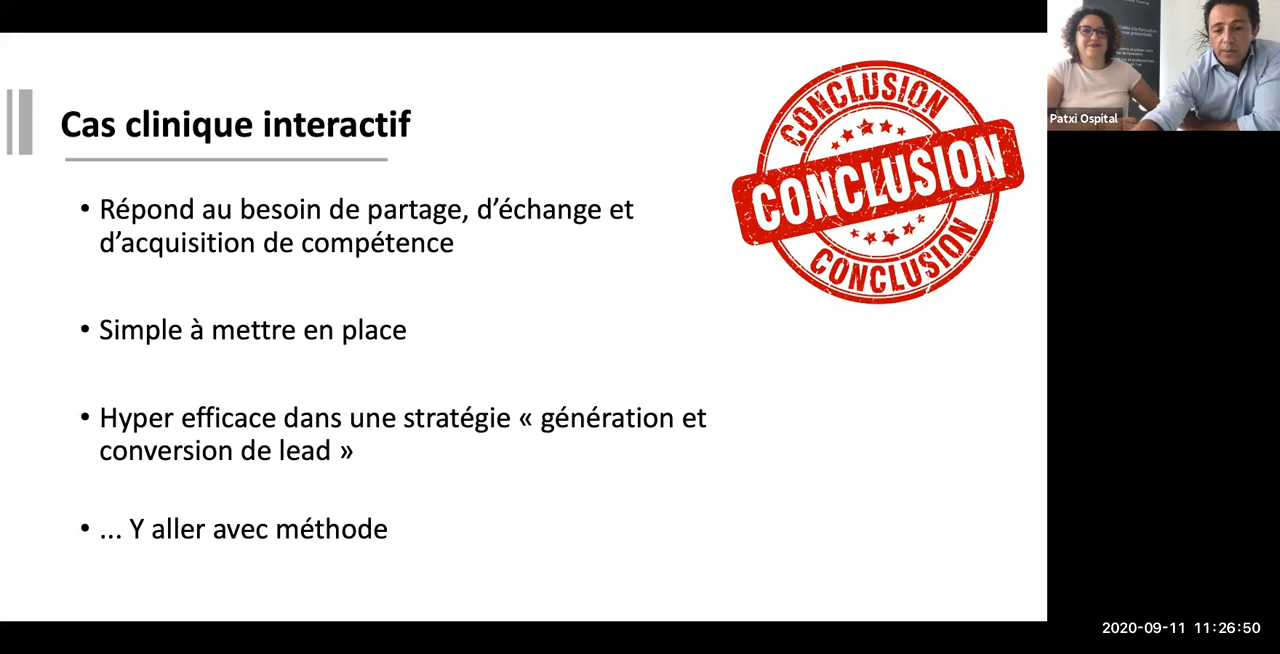 Cas clinique interactif
• Répond au besoin de partage, d’échange et
d’acquisition de compétence
• Simple à mettre en place
• Hyper efficace dans une stratégie « génération et
conversion de lead »
• ... Y aller avec méthode
CONCLUSION
CONCLUSION
CONCLUSION
Patxi Ospital
2020-09-11 11:26:50